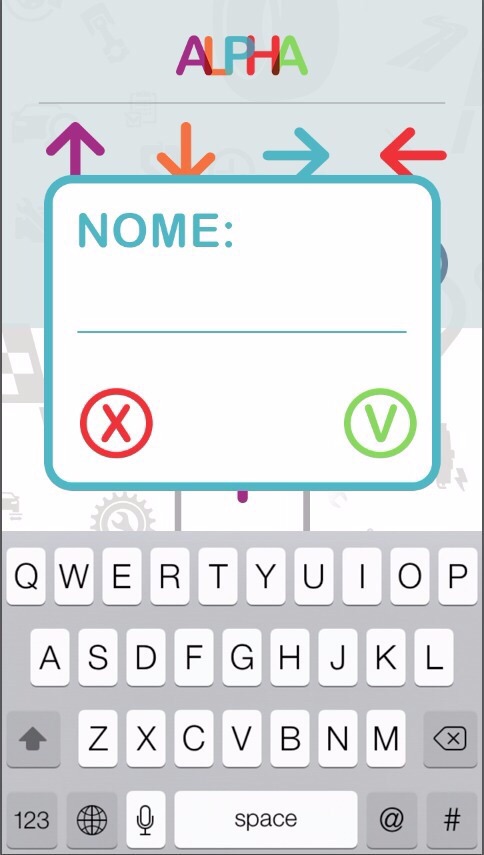 ALPHA
NOME:
X V
Q W E R T Y U I O P
A S D F G H J K L
Z X C V B N M
123 space @ #